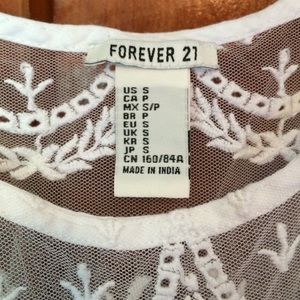 FOREVER 21
US S
CA P
MX S/P
BR P
EU S
UK S
KR S
JP S
CN 160/84A
MADE IN INDIA